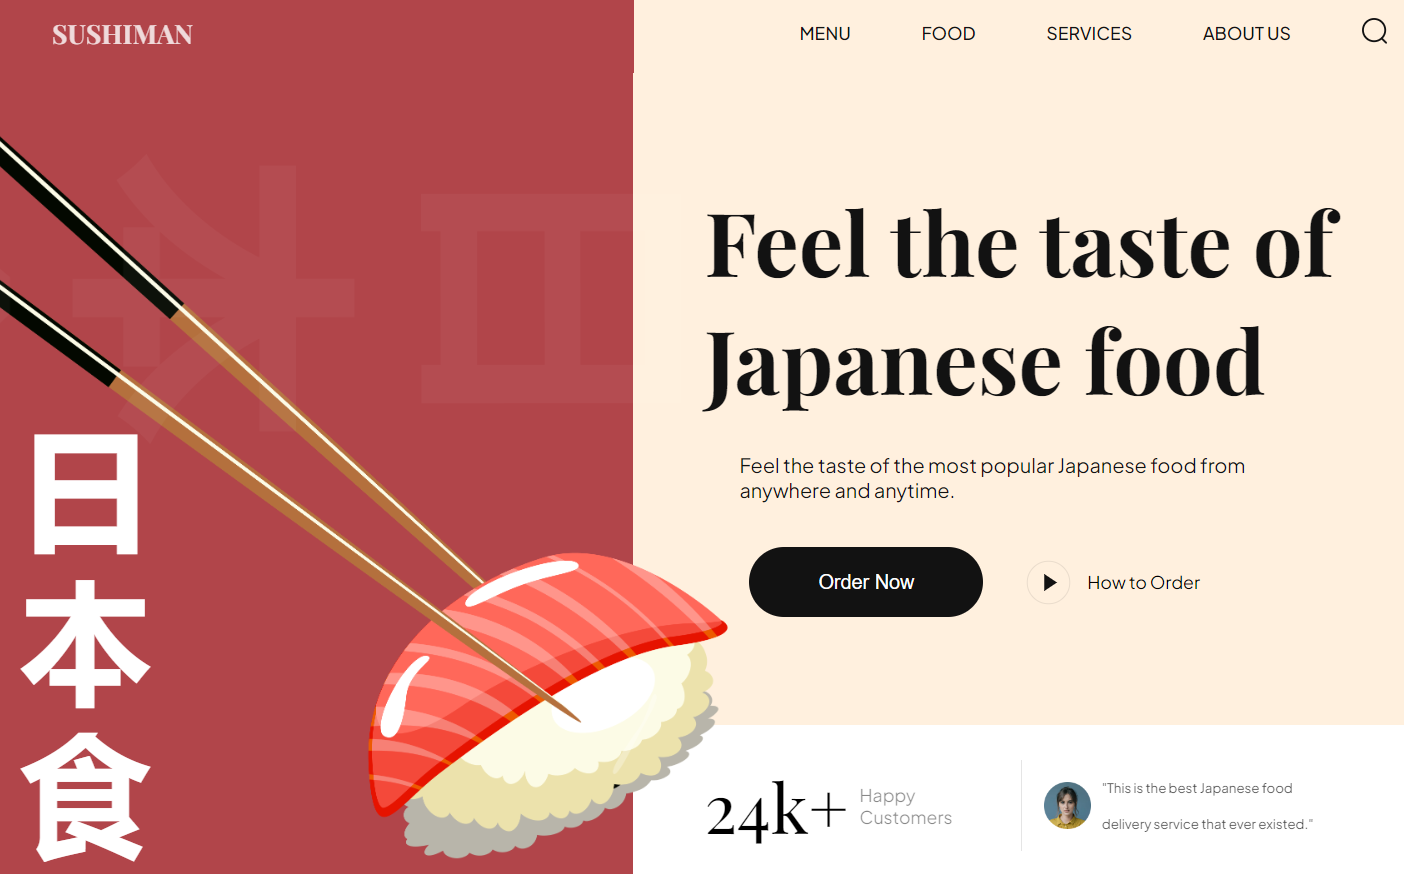 SUSHIMAN
MENU FOOD SERVICES ABOUT US
日
本
食
Feel the taste of
Japanese food
Feel the taste of the most popular Japanese food from
anywhere and anytime.
Order Now
How to Order
24k+
Happy
Customers
"This is the best Japanese food
delivery service that ever existed."